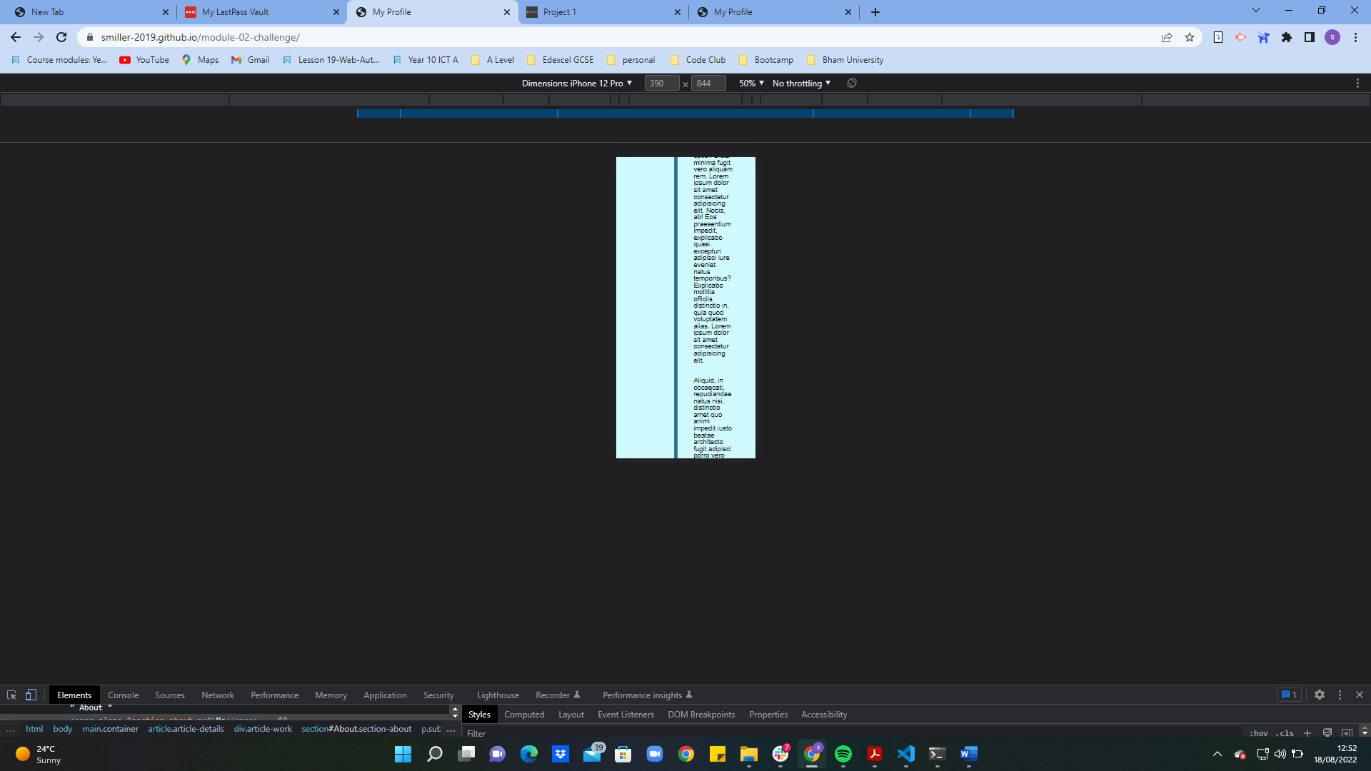 New Tab
My LastPass Vault
My Profile
Project 1
My Profile
smiller-2019.github.io/module-02-challenge/
S
Course modules: Ye...
YouTube
Maps
Gmail
Lesson 19-Web-Aut...
Year 10 ICT A
A Level
Edexcel GCSE
personal
Code Club
Bootcamp
Bham University
Dimensions: iPhone 12 Pro
390
×
844
50%
No throttling
minima fugit
vero aliquam
rem. Lorem
ipsum dolor
sit amet
consectetur
adipisicing
elit. Nobis,
ab! Eos
praesentium
impedit,
explicabo
quasi
excepturi
adipisci iure
eveniet
natus
temporibus?
Explicabo
mollitia
officiis
distinctio in,
quia quod
voluptatem
alias. Lorem
ipsum dolor
sit amet
consectetur
adipisicing
elit.
Aliquid, in
obcaecati,
repudiandae
natus nisi,
distinctio
amet quo
animi
impedit iusto
beatae
architecto
fugit adipisci
porro vero
Elements
Console
Sources
Network
Performance
Memory
Application
Security
Lighthouse
Recorder
Performance insights
1
" About "
Styles
Computed
Layout
Event Listeners
DOM Breakpoints
Properties
Accessibility
... html body main.container article.article-details div.article-work section#About.section-about p.sub ...
Filter
:hov .cls +
24°C
Sunny
39
7
12:52
18/08/2022